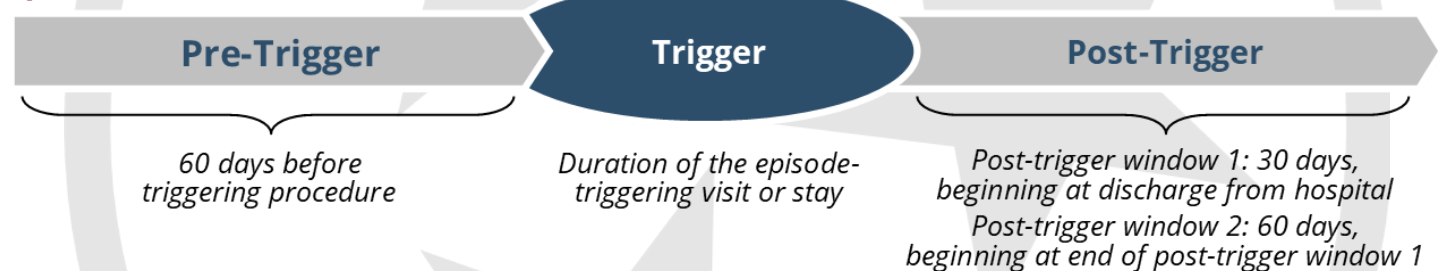 Pre-Trigger
Trigger
Post-Trigger
60 days before
triggering procedure
Duration of the episode-
triggering visit or stay
Post-trigger window 1: 30 days,
beginning at discharge from hospital
Post-trigger window 2: 60 days,
beginning at end of post-trigger window 1